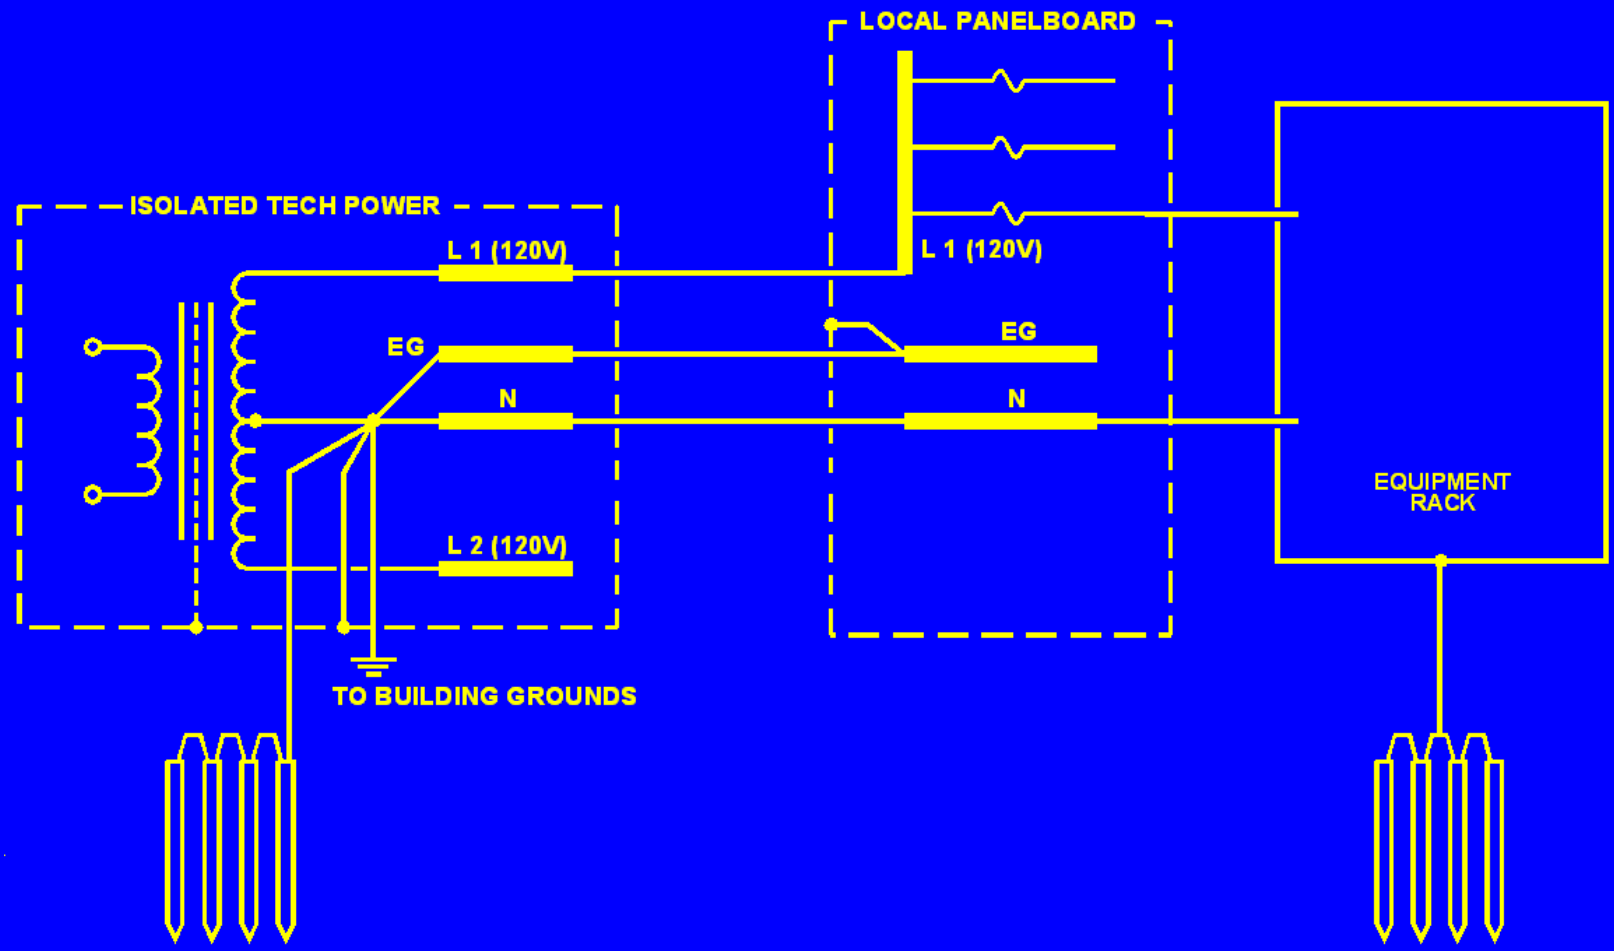 LOCAL PANELBOARD
ISOLATED TECH POWER
L 1 (120V)
L 1 (120V)
EG
EG
N
N
EQUIPMENT
RACK
L 2 (120V)
TO BUILDING GROUNDS